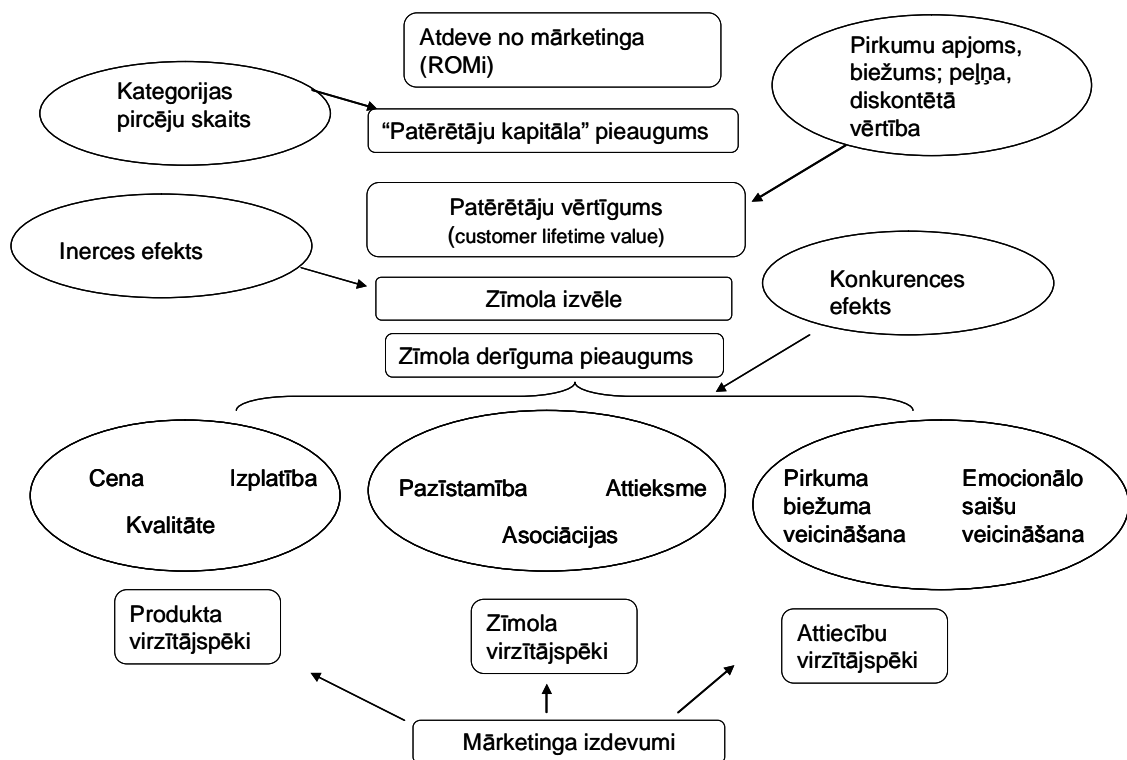 Atdeve no mārketinga
(ROMi)
Pirkumu apjoms,
biežums; peļņa,
diskontētā
vērtība
Kategorijas
pircēju skaits
“Patērētāju kapitāla” pieaugums
Patērētāju vērtīgums
(customer lifetime value)
Inerces efekts
Zīmola izvēle
Konkurences
efekts
Zīmola derīguma pieaugums
Cena
Izplatība
Kvalitāte
Pazīstamība
Attieksme
Asociācijas
Pirkuma
biežuma
veicināšana
Emocionālo
saišu
veicināšana
Produkta
virzītājspēki
Zīmola
virzītājspēki
Attiecību
virzītājspēki
Mārketinga izdevumi